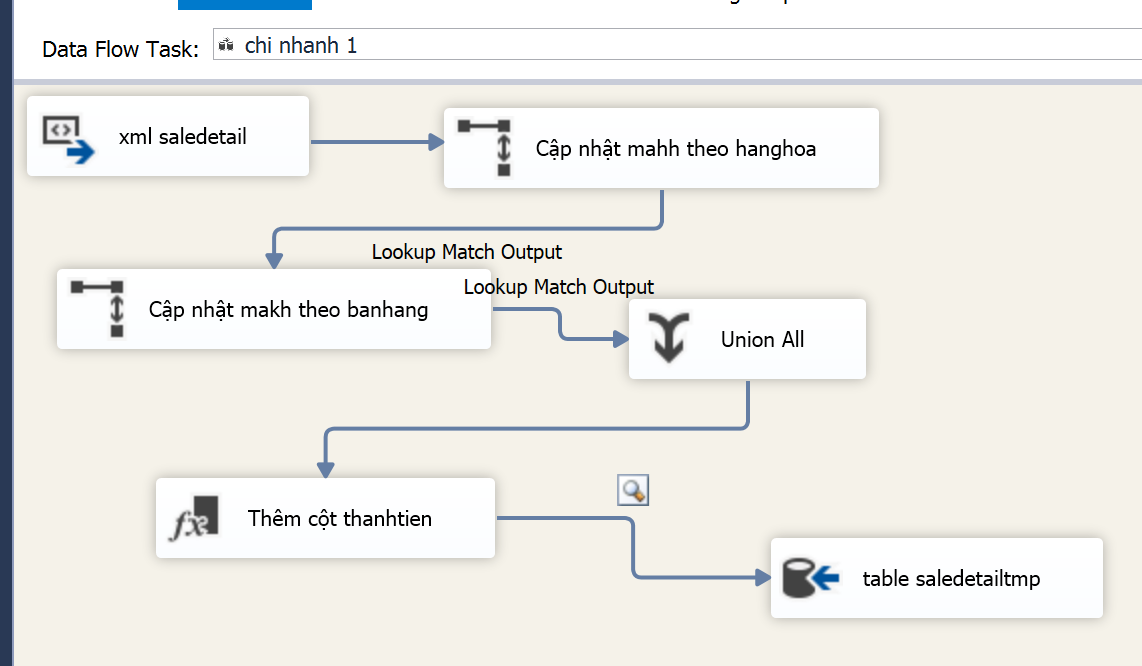 Data Flow Task:
chi nhanh 1
xml saledetail
Cập nhật mahh theo hanghoa
Lookup Match Output
Lookup Match Output
Cập nhật makh theo banhang
Union All
Thêm cột thanhtien
table saledetailtmp